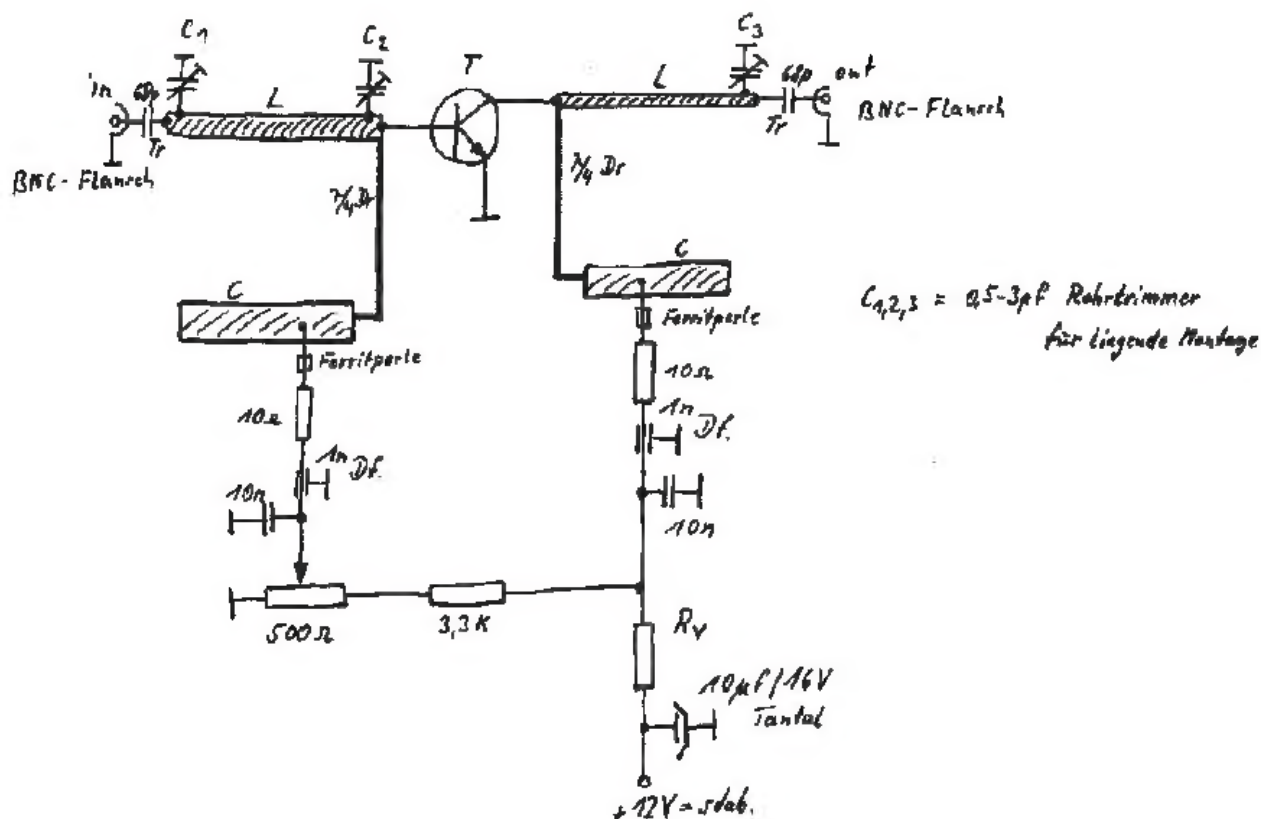 C1
C2
T
C3
in
68p
L
L
68p
out
Tr
Tr
BNC-Flansch
BNC-Flansch
λ/4 Dr
λ/4 Dr
C
C
C1,2,3 = 0,5-3pF Rohrtrimmer
für liegende Montage
Ferritperle
Ferritperle
10Ω
10Ω
1n
Df.
1n
Df.
10n
10n
500Ω
3,3K
RV
10µF/16V
Tantal
+12V= stab.